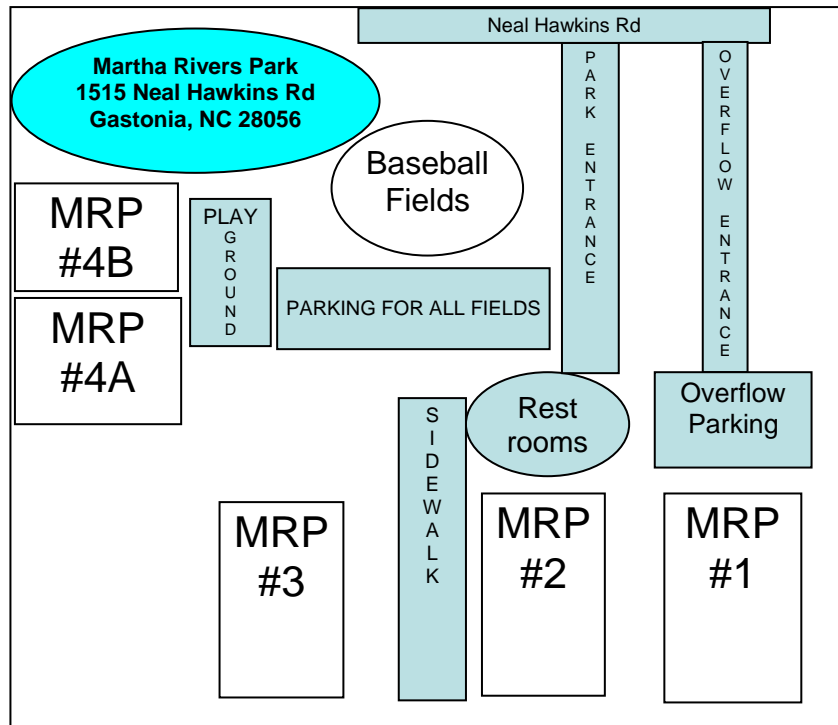 Neal Hawkins Rd
Martha Rivers Park
1515 Neal Hawkins Rd
Gastonia, NC 28056
PARK ENTRANCE
OVERFLOW ENTRANCE
Baseball
Fields
MRP
#4B
PLAY
GROUND
PARKING FOR ALL FIELDS
MRP
#4A
SIDEWALK
Rest
rooms
Overflow
Parking
MRP
#3
MRP
#2
MRP
#1